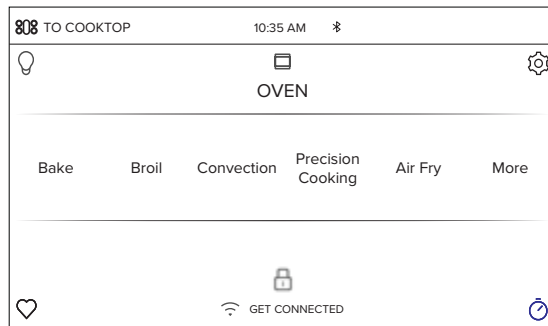 TO COOKTOP 10:35 AM
OVEN
Bake Broil Convection Precision Cooking Air Fry More
GET CONNECTED